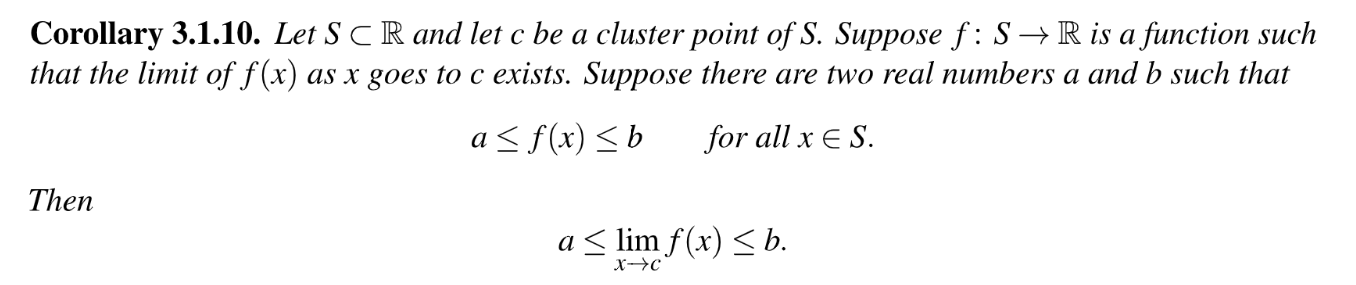 Corollary 3.1.10. Let S ⊂ ℝ and let c be a cluster point of S. Suppose f : S → ℝ is a function such
that the limit of f(x) as x goes to c exists. Suppose there are two real numbers a and b such that
a ≤ f(x) ≤ b for all x ∈ S.
Then
a ≤ lim f(x) ≤ b.
x→c